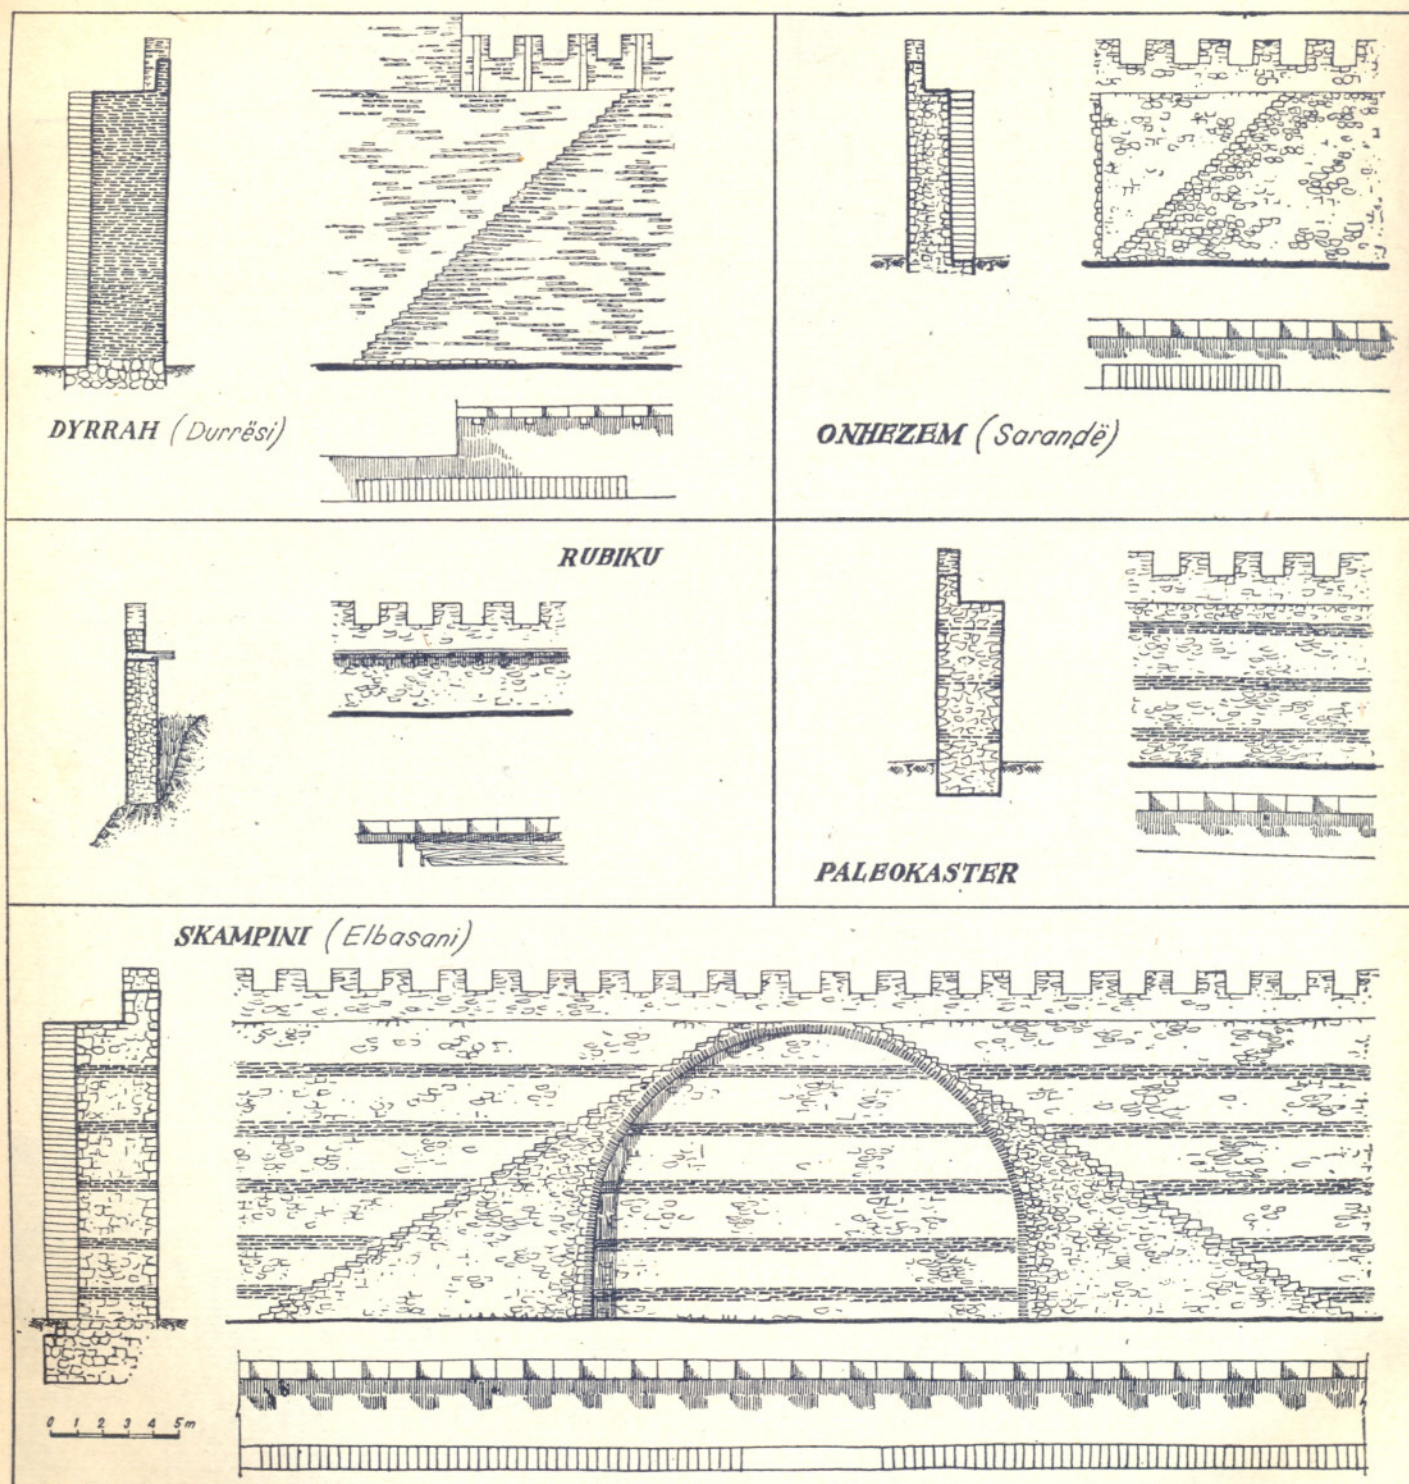 DYRRAH (Durrësi)
ONHEZEM (Sarandë)
RUBIKU
PALEOKASTER
SKAMPINI (Elbasani)
0 1 2 3 4 5m